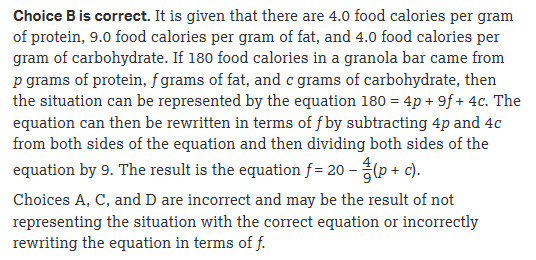 Choice B is correct. It is given that there are 4.0 food calories per gram
of protein, 9.0 food calories per gram of fat, and 4.0 food calories per
gram of carbohydrate. If 180 food calories in a granola bar came from
p grams of protein, f grams of fat, and c grams of carbohydrate, then
the situation can be represented by the equation 180 = 4p + 9f + 4c. The
equation can then be rewritten in terms of f by subtracting 4p and 4c
from both sides of the equation and then dividing both sides of the
equation by 9. The result is the equation f = 20 − 4/9(p + c).
Choices A, C, and D are incorrect and may be the result of not
representing the situation with the correct equation or incorrectly
rewriting the equation in terms of f.